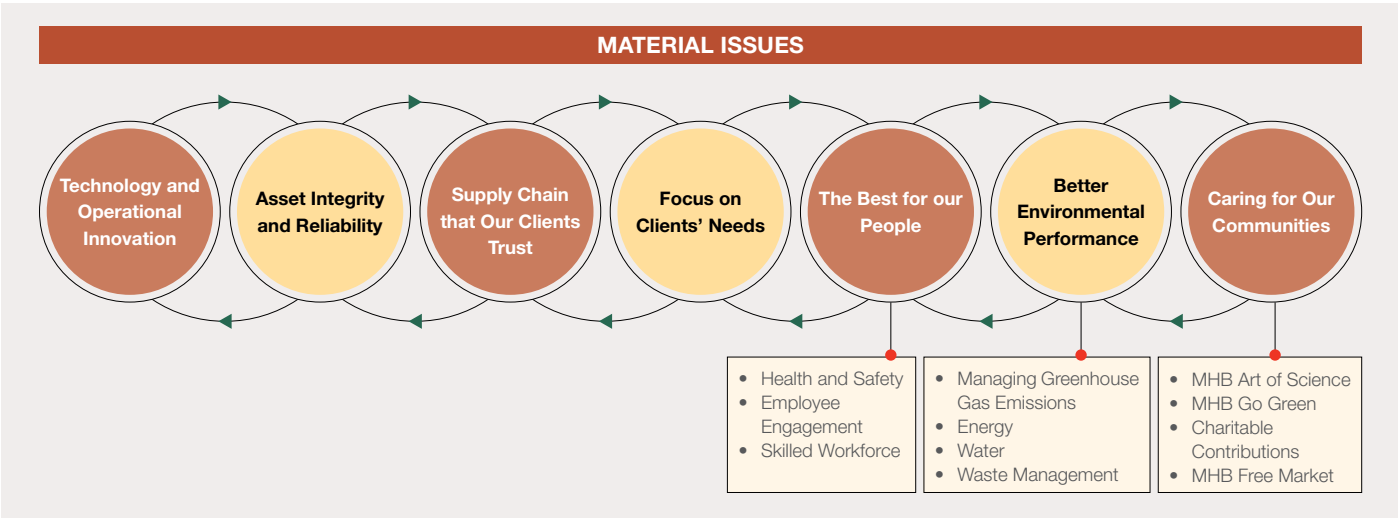 MATERIAL ISSUES
Technology and
Operational
Innovation
Asset Integrity
and Reliability
Supply Chain
that Our Clients
Trust
Focus on
Clients’ Needs
The Best for our
People
Better
Environmental
Performance
Caring for Our
Communities
• Health and Safety
• Employee
Engagement
• Skilled Workforce
• Managing Greenhouse
Gas Emissions
• Energy
• Water
• Waste Management
• MHB Art of Science
• MHB Go Green
• Charitable
Contributions
• MHB Free Market